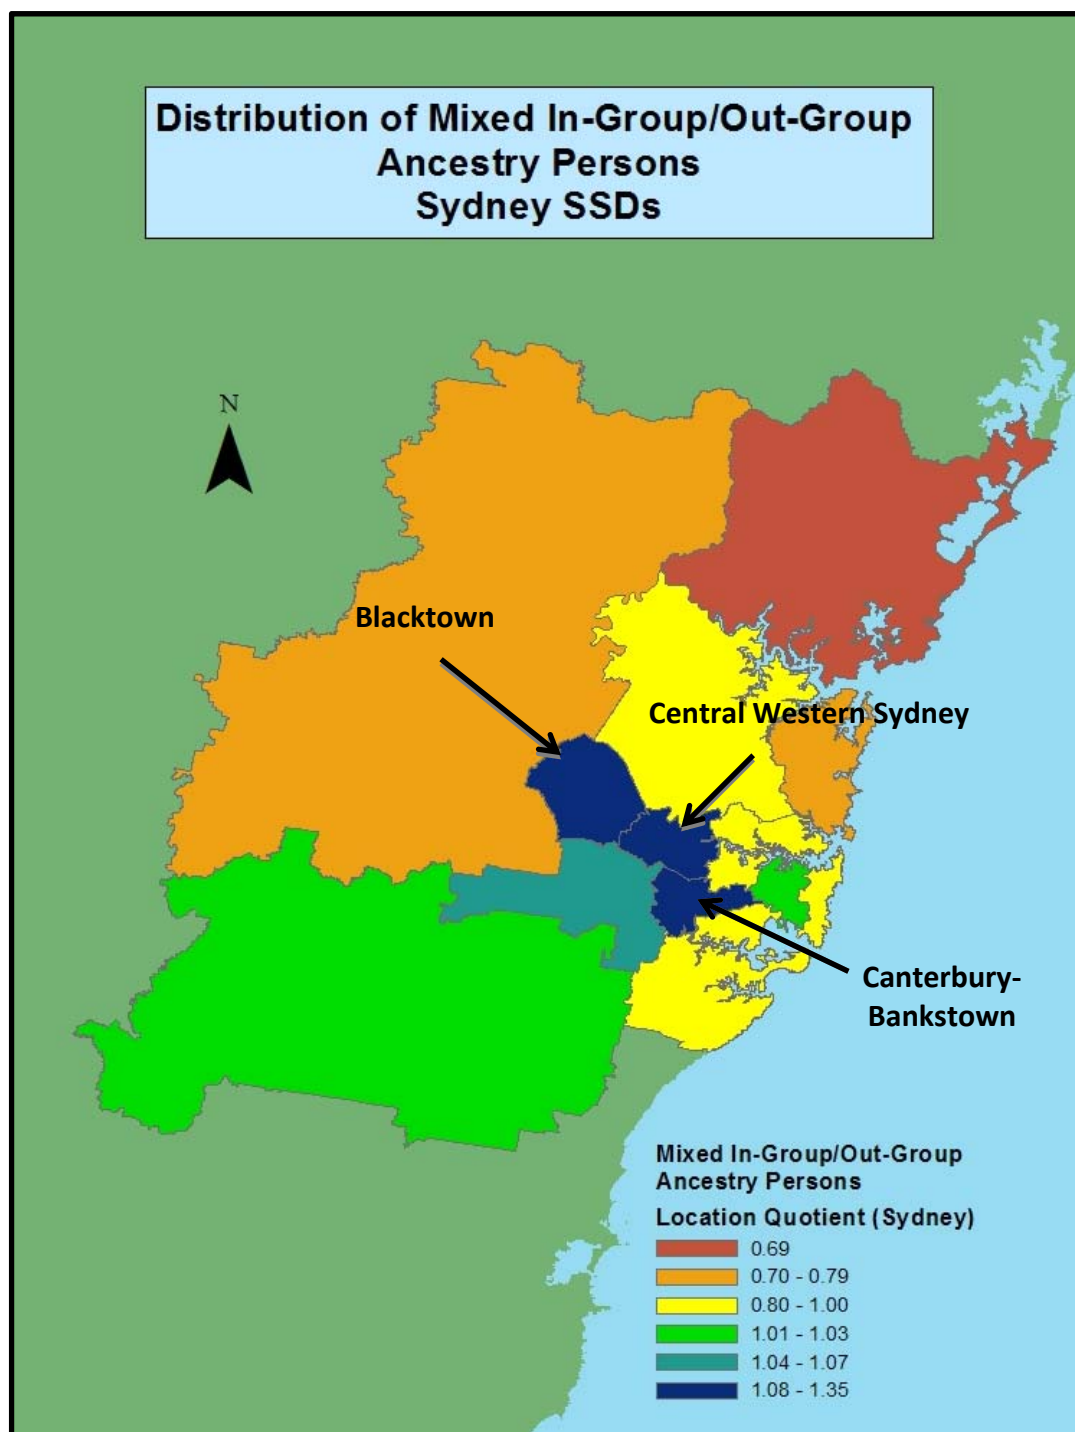 Distribution of Mixed In-Group/Out-Group
Ancestry Persons
Sydney SSDs
N
Blacktown
Central Western Sydney
Canterbury-
Bankstown
Mixed In-Group/Out-Group
Ancestry Persons
Location Quotient (Sydney)
0.69
0.70 - 0.79
0.80 - 1.00
1.01 - 1.03
1.04 - 1.07
1.08 - 1.35